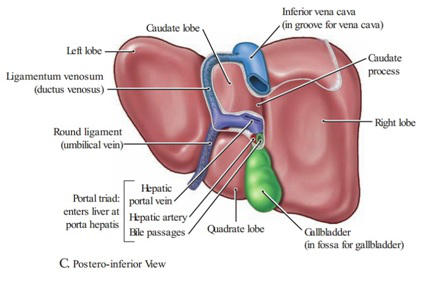 Inferior vena cava
(in groove for vena cava)
Caudate lobe
Left lobe
Caudate
process
Ligamentum venosum
(ductus venosus)
Right lobe
Round ligament
(umbilical vein)
Portal triad:
enters liver at
porta hepatis
Hepatic
portal vein
Hepatic artery
Bile passages
Quadrate lobe
Gallbladder
(in fossa for gallbladder)
C. Postero-inferior View